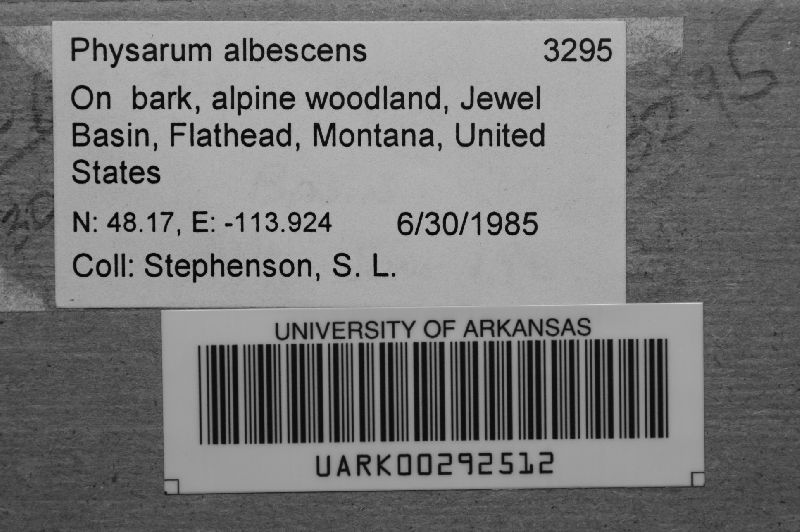 Physarum albescens 3295
On bark, alpine woodland, Jewel
Basin, Flathead, Montana, United
States
N: 48.17, E: -113.924 6/30/1985
Coll: Stephenson, S. L.
3295
UNIVERSITY OF ARKANSAS
UARK00292512